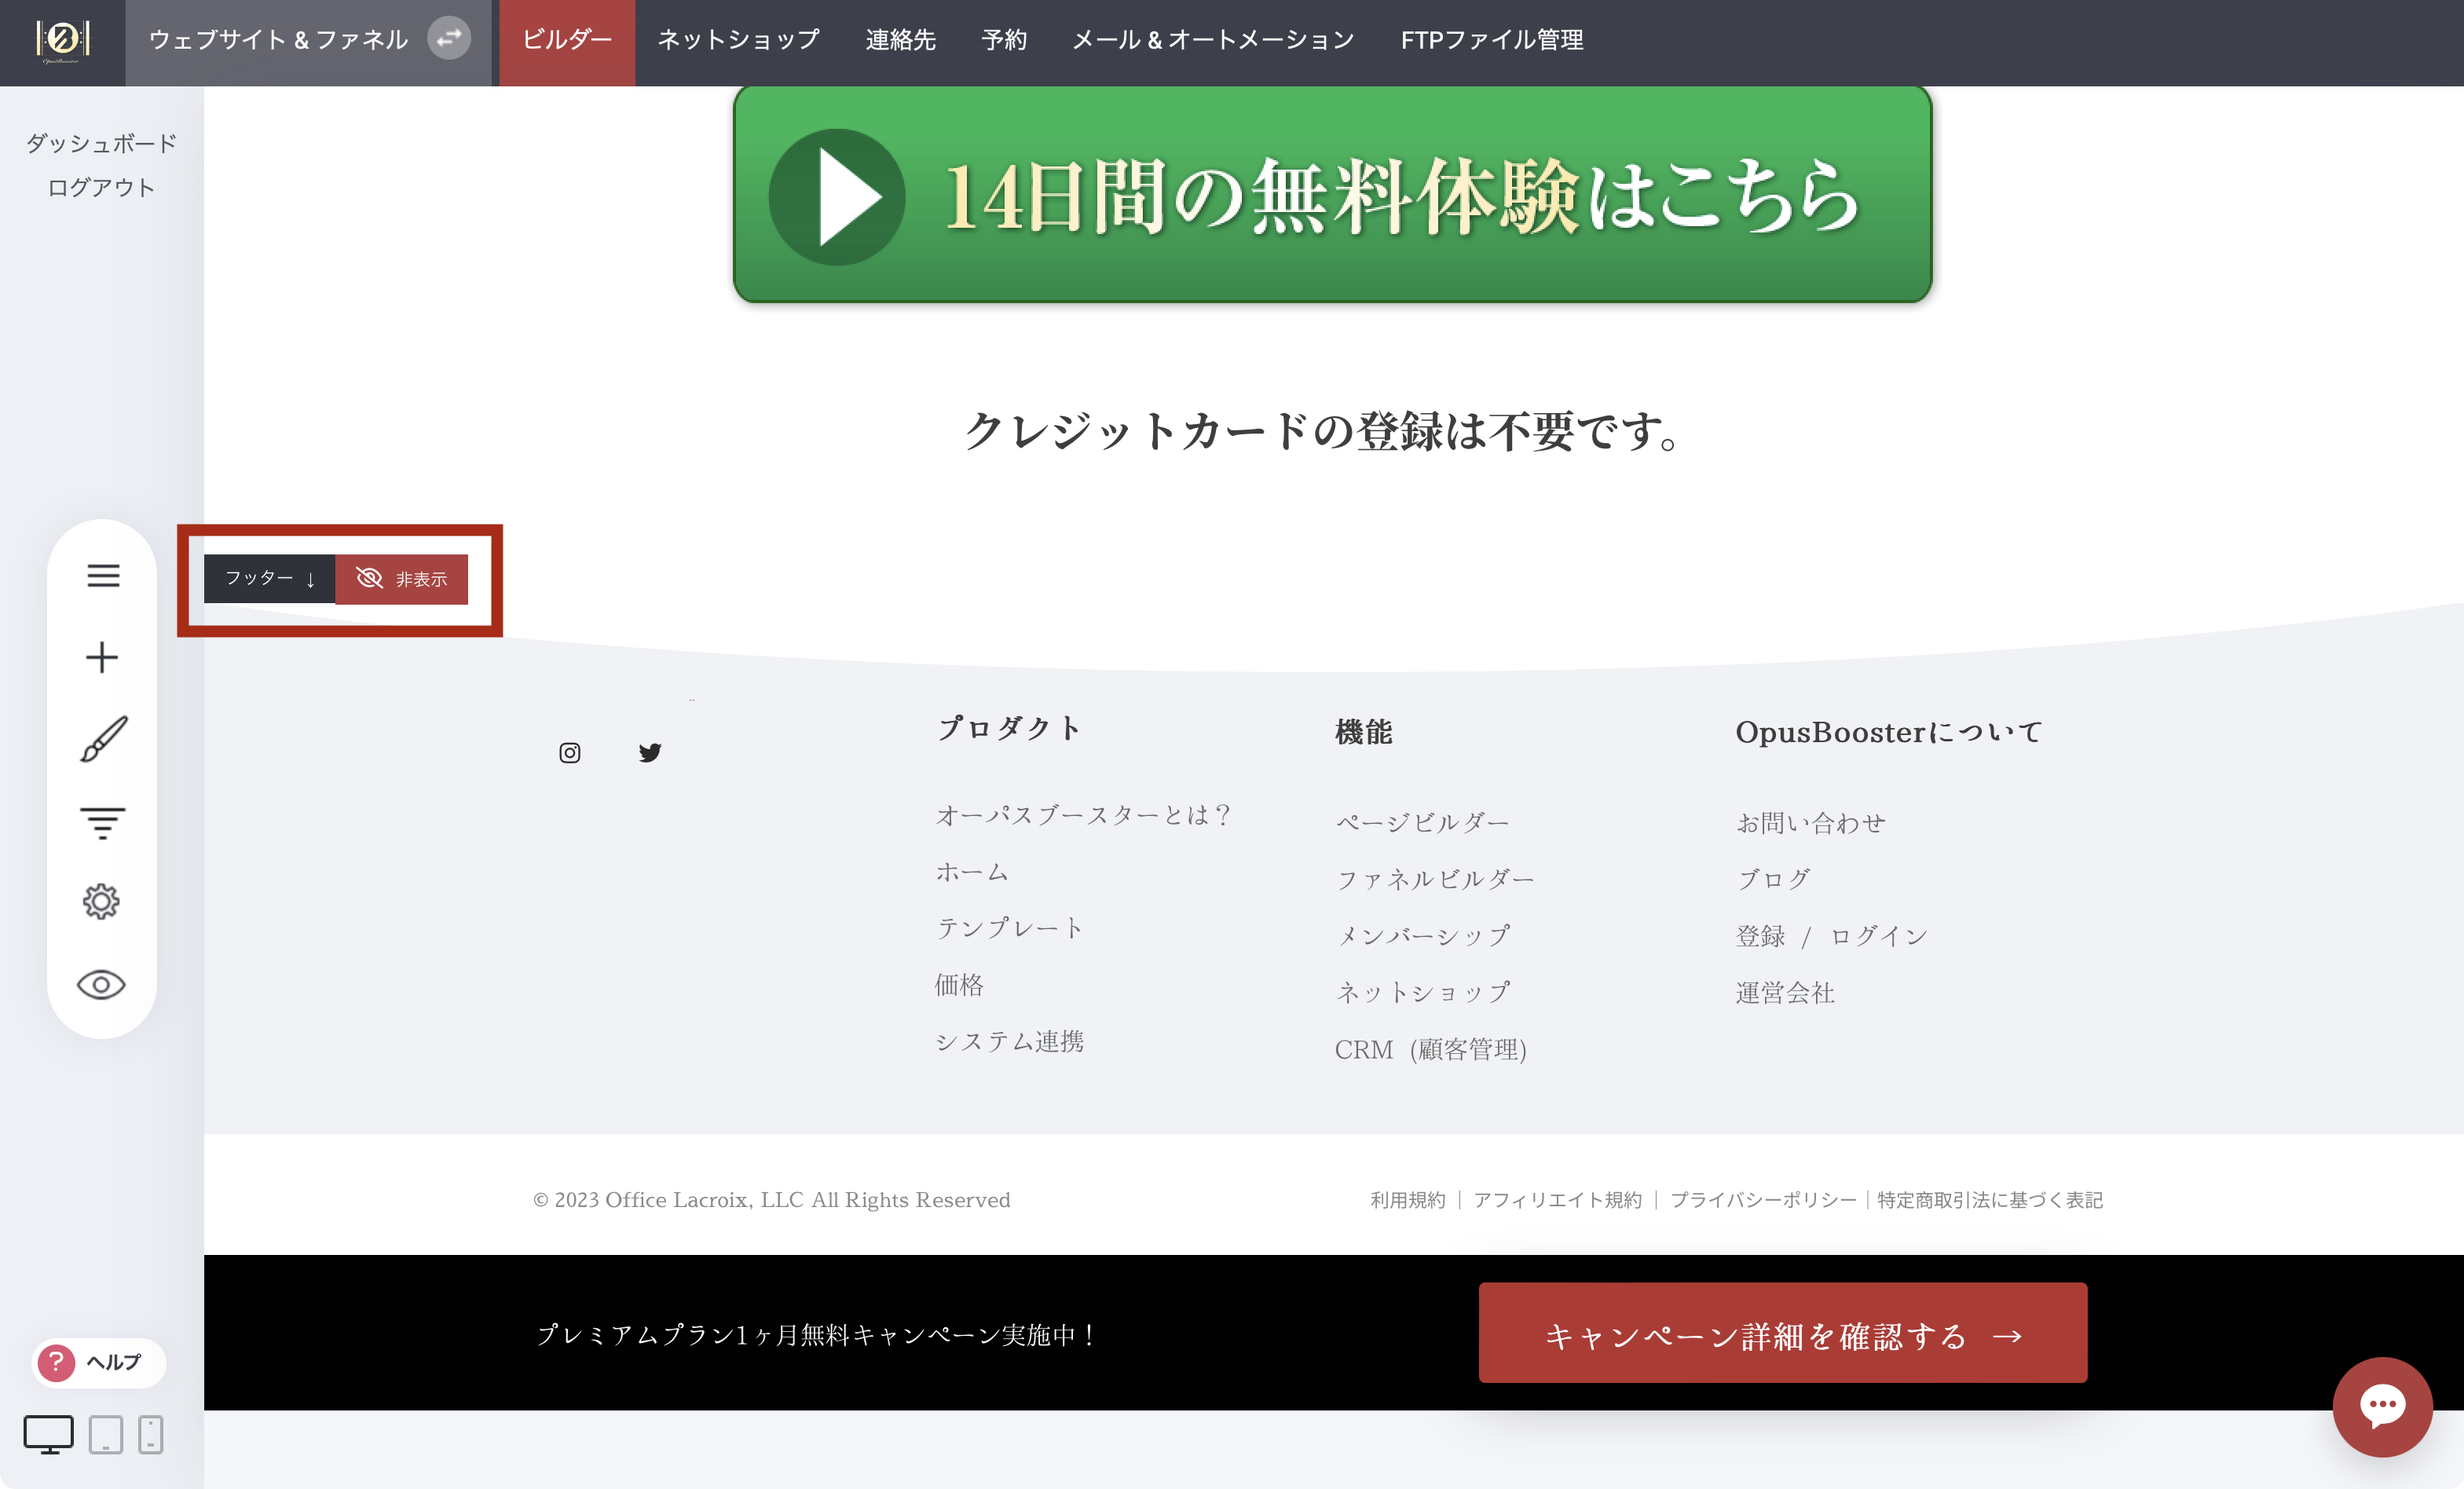 OpusBooster
ウェブサイト & ファネル
ビルダー
ネットショップ
連絡先
予約
メール & オートメーション
FTPファイル管理
ダッシュボード
ログアウト
14日間の無料体験はこちら
クレジットカードの登録は不要です。
フッター ↓
非表示
プロダクト
オーパスブースターとは？
ホーム
テンプレート
価格
システム連携
機能
ページビルダー
ファネルビルダー
メンバーシップ
ネットショップ
CRM (顧客管理)
OpusBoosterについて
お問い合わせ
ブログ
登録 / ログイン
運営会社
© 2023 Office Lacroix, LLC All Rights Reserved
利用規約 ｜ アフィリエイト規約 ｜ プライバシーポリシー｜特定商取引法に基づく表記
プレミアムプラン1ヶ月無料キャンペーン実施中！
キャンペーン詳細を確認する →
? ヘルプ